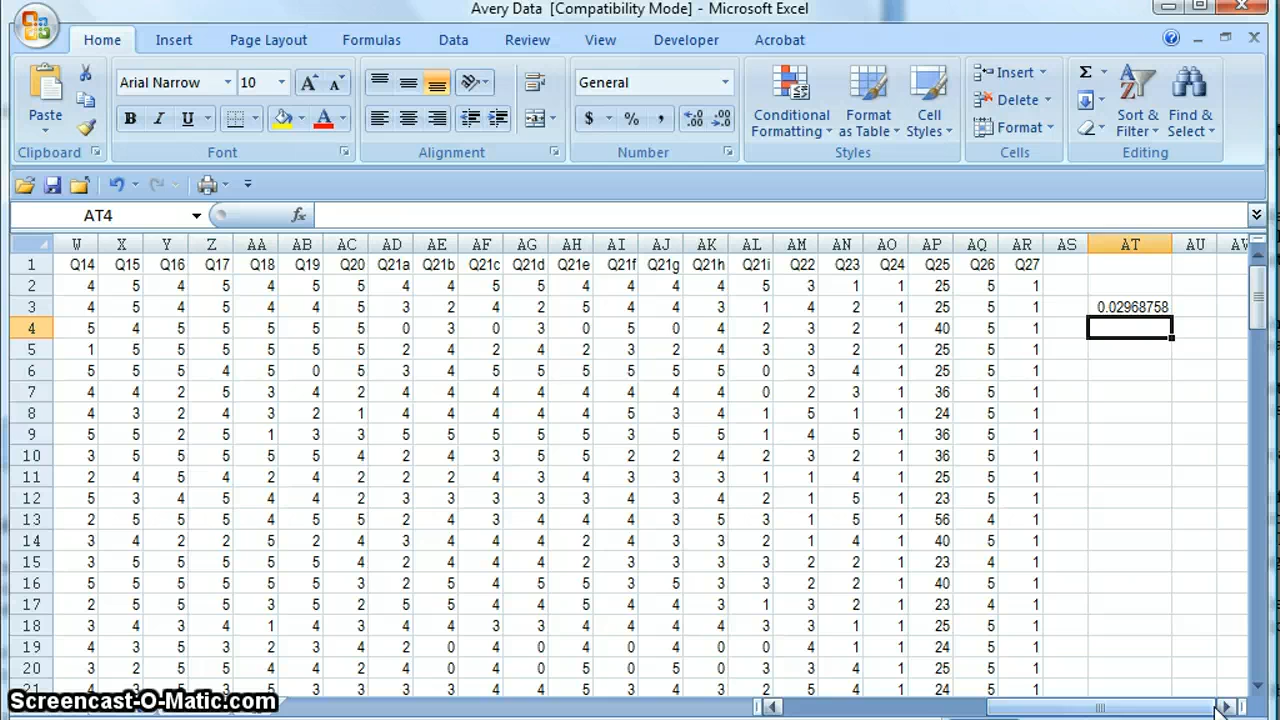 Avery Data [Compatibility Mode] - Microsoft Excel
Home Insert Page Layout Formulas Data Review View Developer Acrobat
Paste
Clipboard
Arial Narrow 10
B I U
Font
Alignment
General
$ % ,
Number
Conditional Formatting
Format as Table
Cell Styles
Styles
Insert
Delete
Format
Cells
Σ
Sort & Filter
Find & Select
Editing
AT4 fx
W X Y Z AA AB AC AD AE AF AG AH AI AJ AK AL AM AN AO AP AQ AR AS AT AU AV
1 Q14 Q15 Q16 Q17 Q18 Q19 Q20 Q21a Q21b Q21c Q21d Q21e Q21f Q21g Q21h Q21i Q22 Q23 Q24 Q25 Q26 Q27
2 4 5 4 5 4 5 5 4 4 5 5 4 4 4 4 5 3 1 1 25 5 1
3 4 5 4 5 4 4 5 3 2 4 2 5 4 4 3 1 4 2 1 25 5 1 0.02968758
4 5 4 5 5 5 5 5 0 3 0 3 0 5 0 4 2 3 2 1 40 5 1
5 1 5 5 5 5 5 5 2 4 2 4 2 3 2 4 3 3 2 1 25 5 1
6 5 5 5 4 5 0 5 3 4 5 5 5 5 5 5 0 3 4 1 25 5 1
7 4 4 2 5 3 4 2 4 4 4 4 4 4 4 4 0 2 3 1 36 5 1
8 4 3 2 4 3 2 1 4 4 4 4 4 5 3 4 1 5 1 1 24 5 1
9 5 5 2 5 1 3 3 5 5 5 5 5 3 5 5 1 4 5 1 36 5 1
10 3 5 5 5 5 5 4 2 4 3 5 5 2 2 4 2 3 2 1 36 5 1
11 2 4 5 4 2 4 2 2 2 4 3 4 3 3 3 1 1 4 1 25 5 1
12 5 3 4 5 4 4 2 3 3 3 3 3 4 3 4 2 1 5 1 23 5 1
13 2 5 5 5 4 5 5 2 4 3 4 4 4 3 5 3 1 5 1 56 4 1
14 3 4 2 2 5 2 4 3 4 4 4 2 4 3 4 2 1 4 1 40 5 1
15 3 5 5 5 5 5 4 3 4 4 4 2 3 3 3 3 2 2 1 23 4 1
16 5 5 5 5 5 5 4 2 5 4 5 5 3 5 3 3 2 2 1 40 5 1
17 2 5 5 5 3 5 2 5 5 4 4 5 4 4 3 1 3 2 1 23 4 1
18 3 4 3 4 1 4 3 4 3 3 4 4 4 4 4 3 3 1 1 25 5 1
19 4 3 5 3 2 3 4 2 0 4 0 4 0 4 0 0 4 1 1 24 5 1
20 3 2 5 5 4 4 2 4 0 4 0 5 0 5 0 3 3 4 1 25 5 1
21 4 3 5 3 5 3 3 3 4 4 5 3 4 3 2 5 4 1 24 5 1
Screencast-O-Matic.com